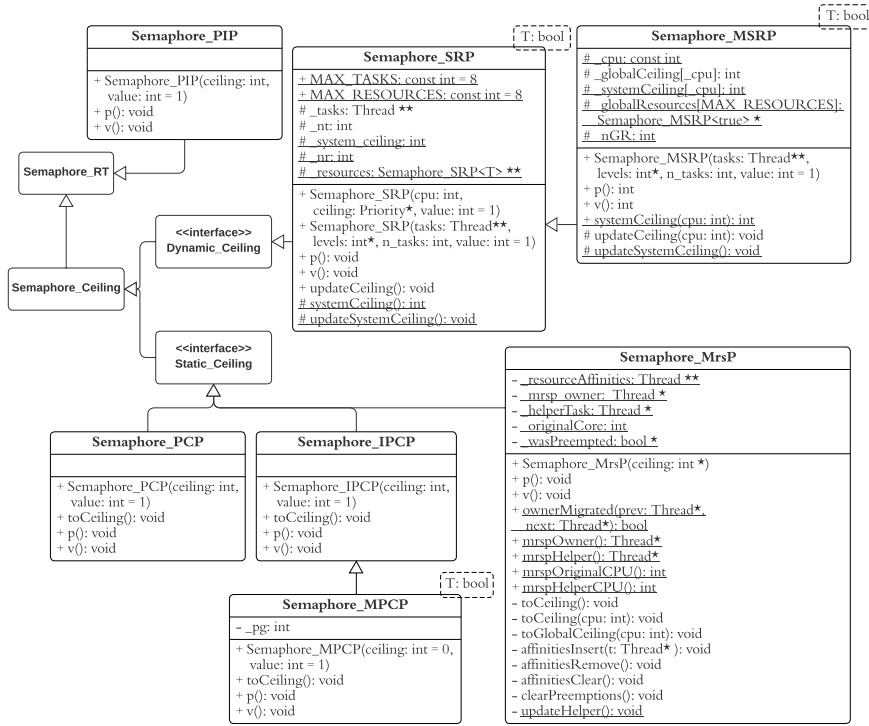 Semaphore_PIP
+ Semaphore_PIP(ceiling: int,
value: int = 1)
+ p(): void
+ v(): void
Semaphore_RT
Semaphore_Ceiling
<<interface>>
Dynamic_Ceiling
<<interface>>
Static_Ceiling
T: bool
Semaphore_SRP
+ MAX_TASKS: const int = 8
+ MAX_RESOURCES: const int = 8
# _tasks: Thread ★★
# _nt: int
# _system_ceiling: int
# _nr: int
# _resources: Semaphore_SRP<T> ★★
+ Semaphore_SRP(cpu: int,
ceiling: Priority★, value: int = 1)
+ Semaphore_SRP(tasks: Thread★★,
levels: int★, n_tasks: int, value: int = 1)
+ p(): void
+ v(): void
+ updateCeiling(): void
# systemCeiling(): int
# updateSystemCeiling(): void
T: bool
Semaphore_MSRP
# _cpu: const int
# _globalCeiling[_cpu]: int
# _systemCeiling[_cpu]: int
# _globalResources[MAX_RESOURCES]:
Semaphore_MSRP<true> ★
# _nGR: int
+ Semaphore_MSRP(tasks: Thread★★,
levels: int★, n_tasks: int, value: int = 1)
+ p(): int
+ v(): int
+ systemCeiling(cpu: int): int
# updateCeiling(cpu: int): void
# updateSystemCeiling(): void
Semaphore_PCP
+ Semaphore_PCP(ceiling: int,
value: int = 1)
+ toCeiling(): void
+ p(): void
+ v(): void
Semaphore_IPCP
+ Semaphore_IPCP(ceiling: int,
value: int = 1)
+ toCeiling(): void
+ p(): void
+ v(): void
T: bool
Semaphore_MPCP
- _pg: int
+ Semaphore_MPCP(ceiling: int = 0,
value: int = 1)
+ toCeiling(): void
+ p(): void
+ v(): void
Semaphore_MrsP
- _resourceAffinities: Thread ★★
- _mrsp_owner: Thread ★
- _helperTask: Thread ★
- _originalCore: int
- _wasPreempted: bool ★
+ Semaphore_MrsP(ceiling: int ★)
+ p(): void
+ v(): void
+ ownerMigrated(prev: Thread★,
next: Thread★): bool
+ mrspOwner(): Thread★
+ mrspHelper(): Thread★
+ mrspOriginalCPU(): int
+ mrspHelperCPU(): int
- toCeiling(): void
- toCeiling(cpu: int): void
- toGlobalCeiling(cpu: int): void
- affinitiesInsert(t: Thread★ ): void
- affinitiesRemove(): void
- affinitiesClear(): void
- clearPreemptions(): void
- updateHelper(): void